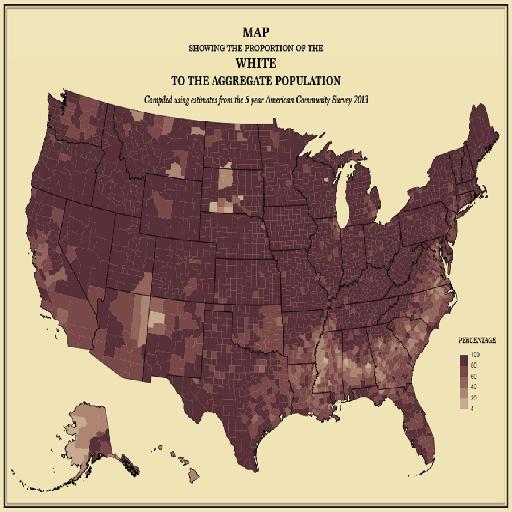 MAP
SHOWING THE PROPORTION OF THE
WHITE
TO THE AGGREGATE POPULATION
Compiled using estimates from the 5 year American Community Survey 2013
PERCENTAGE
100
80
60
40
20
4